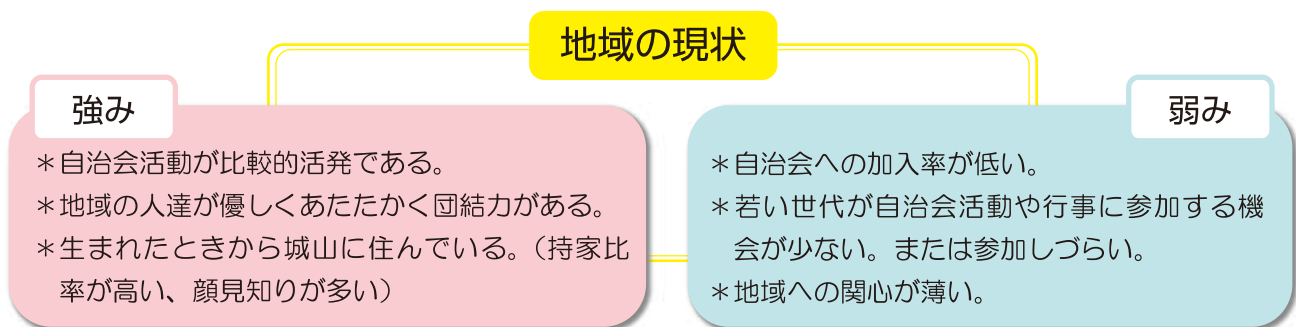 地域の現状
強み
＊自治会活動が比較的活発である。
＊地域の人達が優しくあたたかく団結力がある。
＊生まれたときから城山に住んでいる。（持家比
率が高い、顔見知りが多い）
弱み
＊自治会への加入率が低い。
＊若い世代が自治会活動や行事に参加する機
会が少ない。または参加しづらい。
＊地域への関心が薄い。